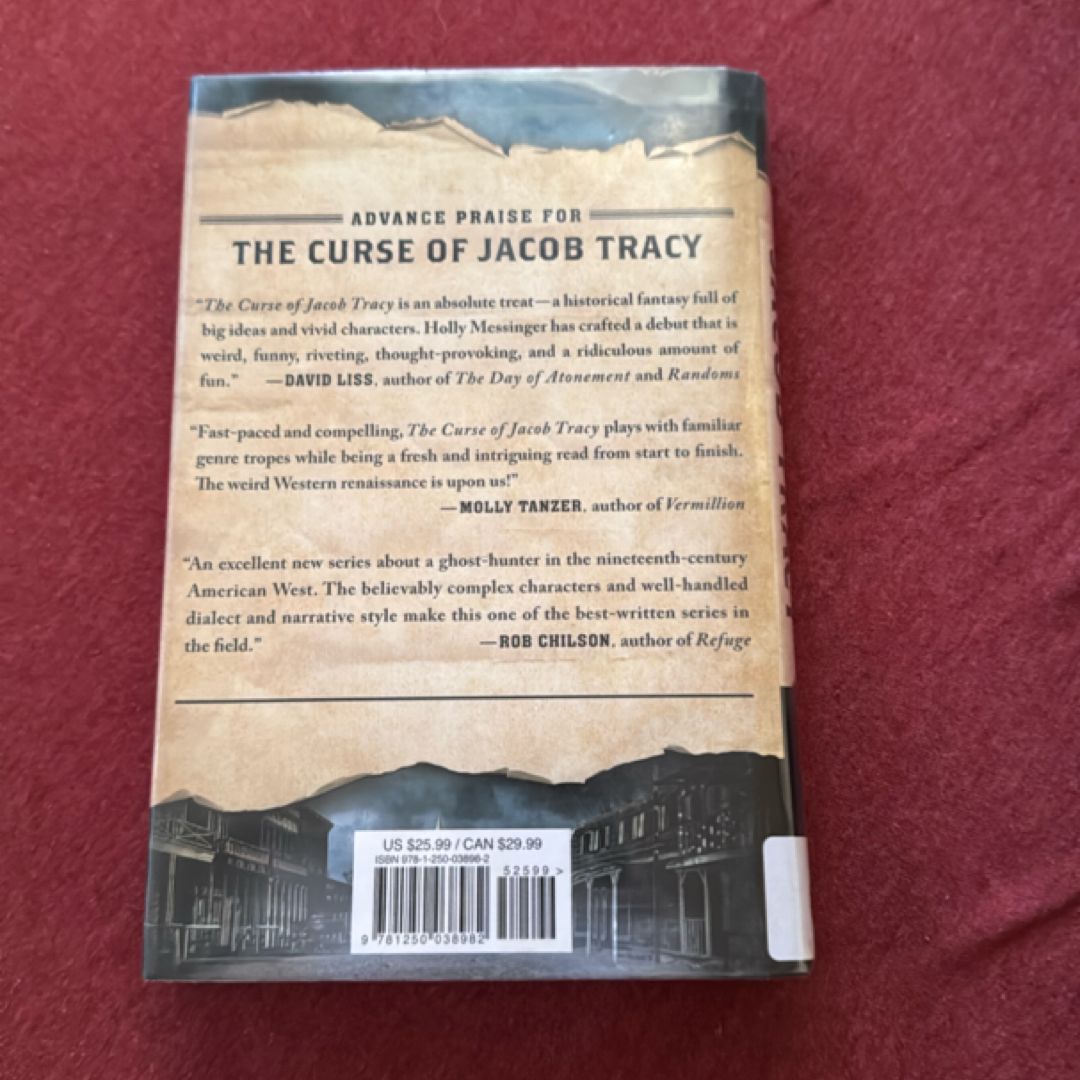 ADVANCE PRAISE FOR
THE CURSE OF JACOB TRACY
“The Curse of Jacob Tracy is an absolute treat—a historical fantasy full of
big ideas and vivid characters. Holly Messinger has crafted a debut that is
weird, funny, riveting, thought-provoking, and a ridiculous amount of
fun.” —DAVID LISS, author of The Day of Atonement and Randoms
“Fast-paced and compelling, The Curse of Jacob Tracy plays with familiar
genre tropes while being a fresh and intriguing read from start to finish.
The weird Western renaissance is upon us!”
—MOLLY TANZER, author of Vermillion
“An excellent new series about a ghost-hunter in the nineteenth-century
American West. The believably complex characters and well-handled
dialect and narrative style make this one of the best-written series in
the field.” —ROB CHILSON, author of Refuge
US $25.99 / CAN $29.99
ISBN 978-1-250-03898-2
52599 >
9 781250 038982